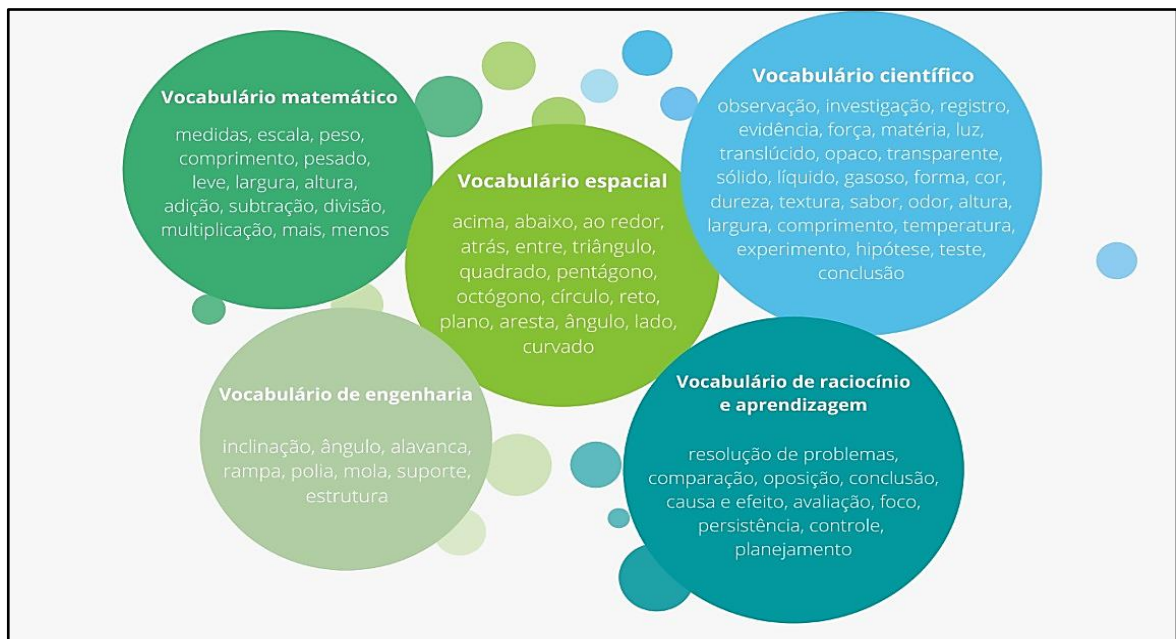 Vocabulário matemático
medidas, escala, peso,
comprimento, pesado,
leve, largura, altura,
adição, subtração, divisão,
multiplicação, mais, menos
Vocabulário espacial
acima, abaixo, ao redor,
atrás, entre, triângulo,
quadrado, pentágono,
octógono, círculo, reto,
plano, aresta, ângulo, lado,
curvado
Vocabulário científico
observação, investigação, registro,
evidência, força, matéria, luz,
translúcido, opaco, transparente,
sólido, líquido, gasoso, forma, cor,
dureza, textura, sabor, odor, altura,
largura, comprimento, temperatura,
experimento, hipótese, teste,
conclusão
Vocabulário de engenharia
inclinação, ângulo, alavanca,
rampa, polia, mola, suporte,
estrutura
Vocabulário de raciocínio
e aprendizagem
resolução de problemas,
comparação, oposição, conclusão,
causa e efeito, avaliação, foco,
persistência, controle,
planejamento